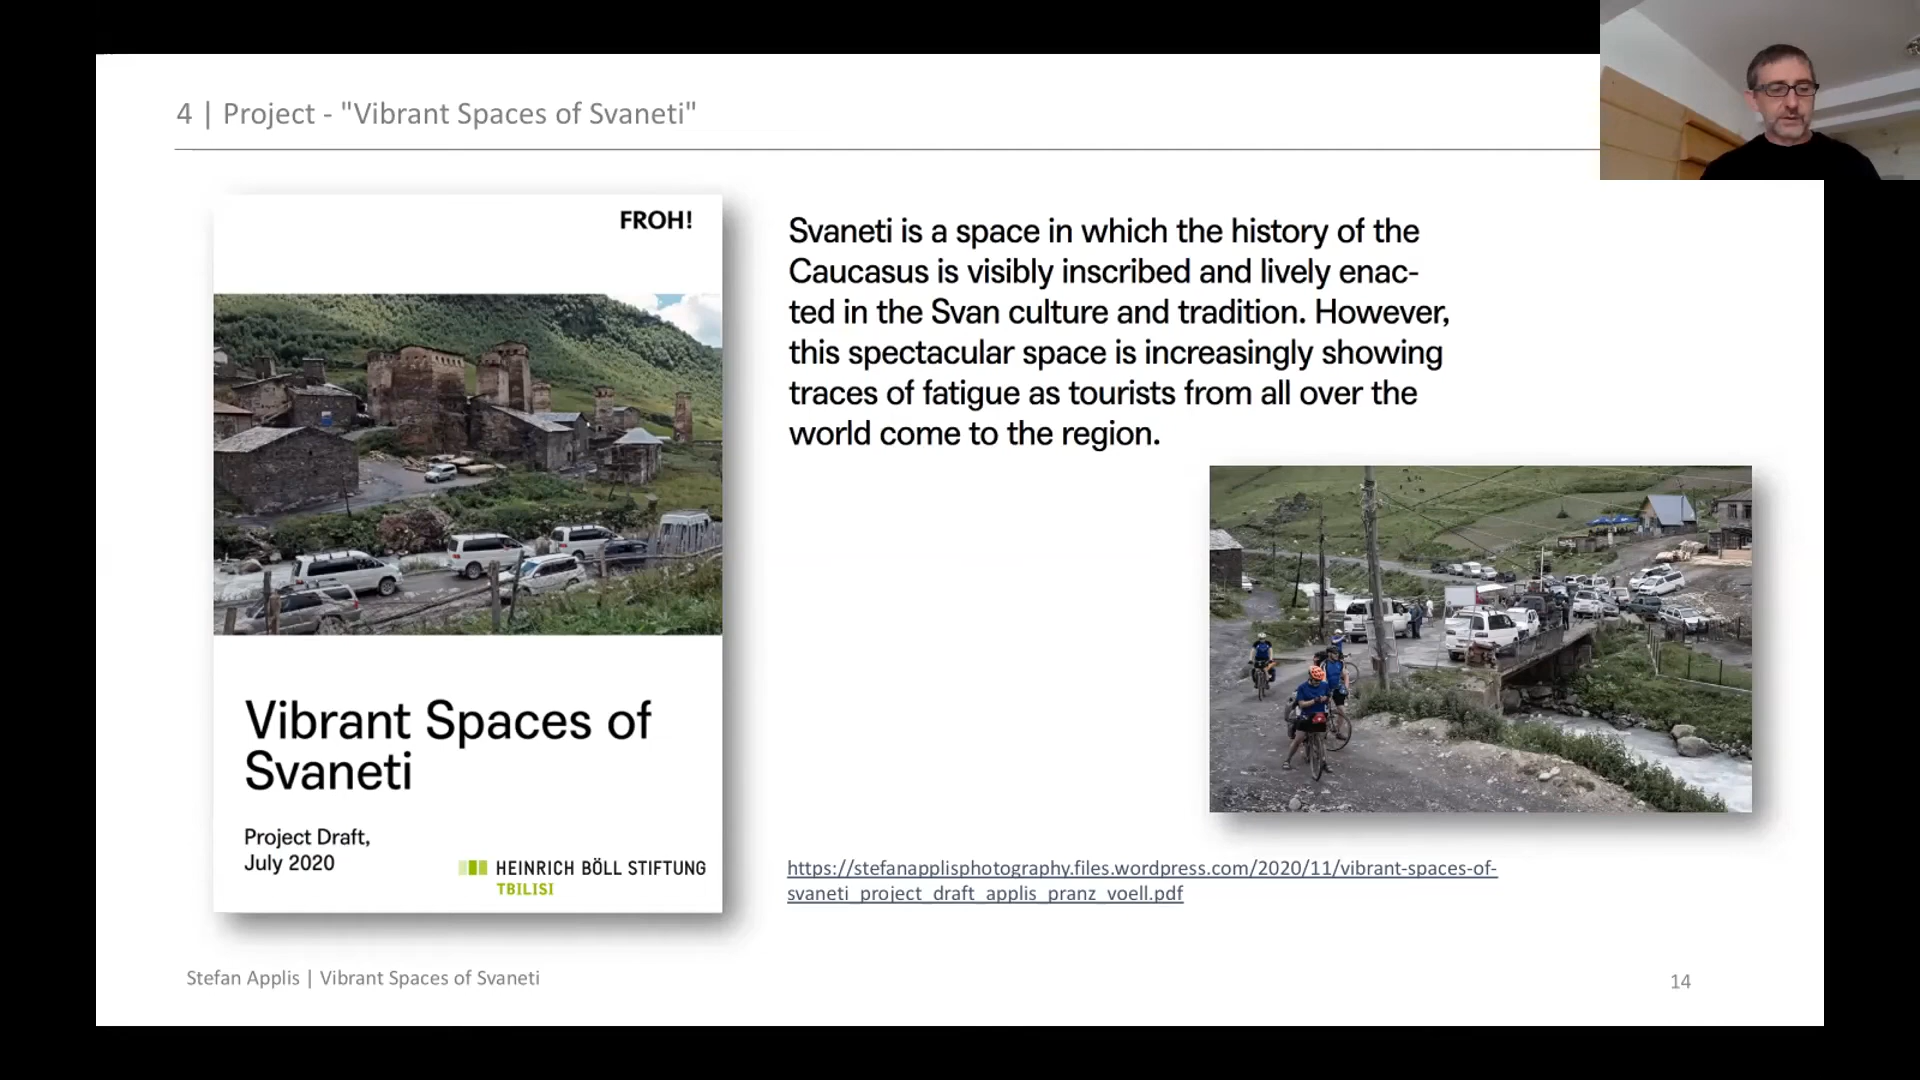 4 | Project - "Vibrant Spaces of Svaneti"
FROH!
Vibrant Spaces of
Svaneti
Project Draft,
July 2020
HEINRICH BÖLL STIFTUNG
TBILISI
Svaneti is a space in which the history of the
Caucasus is visibly inscribed and lively enac-
ted in the Svan culture and tradition. However,
this spectacular space is increasingly showing
traces of fatigue as tourists from all over the
world come to the region.
https://stefanapplisphotography.files.wordpress.com/2020/11/vibrant-spaces-of-
svaneti_project_draft_applis_pranz_voell.pdf
Stefan Applis | Vibrant Spaces of Svaneti
14